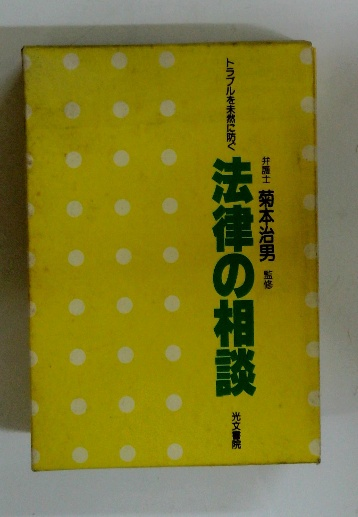 弁護士 菊本治男 監修
トラブルを未然に防ぐ
法律の相談
光文書院